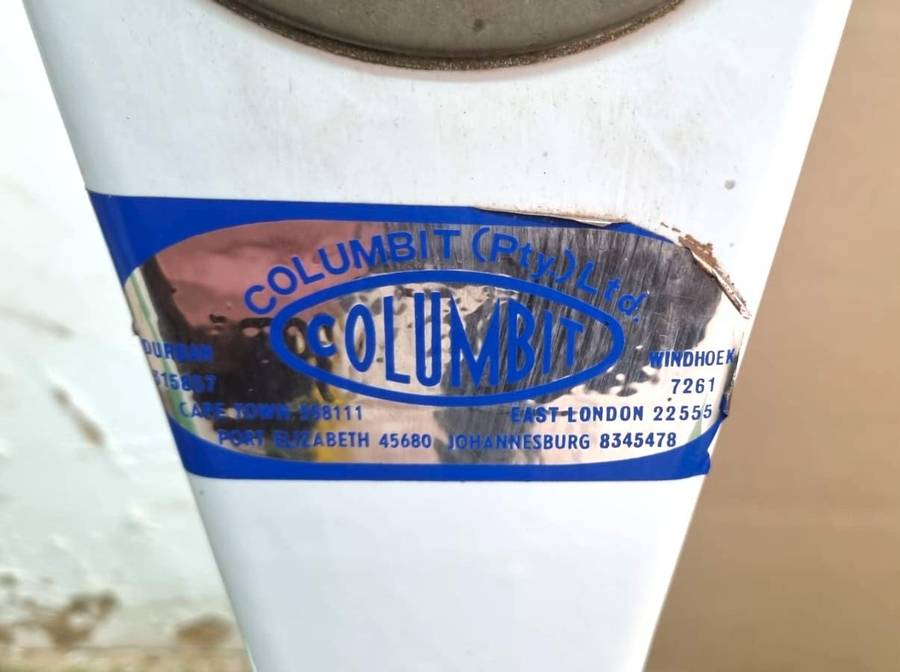 COLUMBIT (Pty.) Ltd.
COLUMBIT
DURBAN WINDHOEK
7261
CAPE TOWN EAST LONDON 22555
PORT ELIZABETH 45680 JOHANNESBURG 8345478